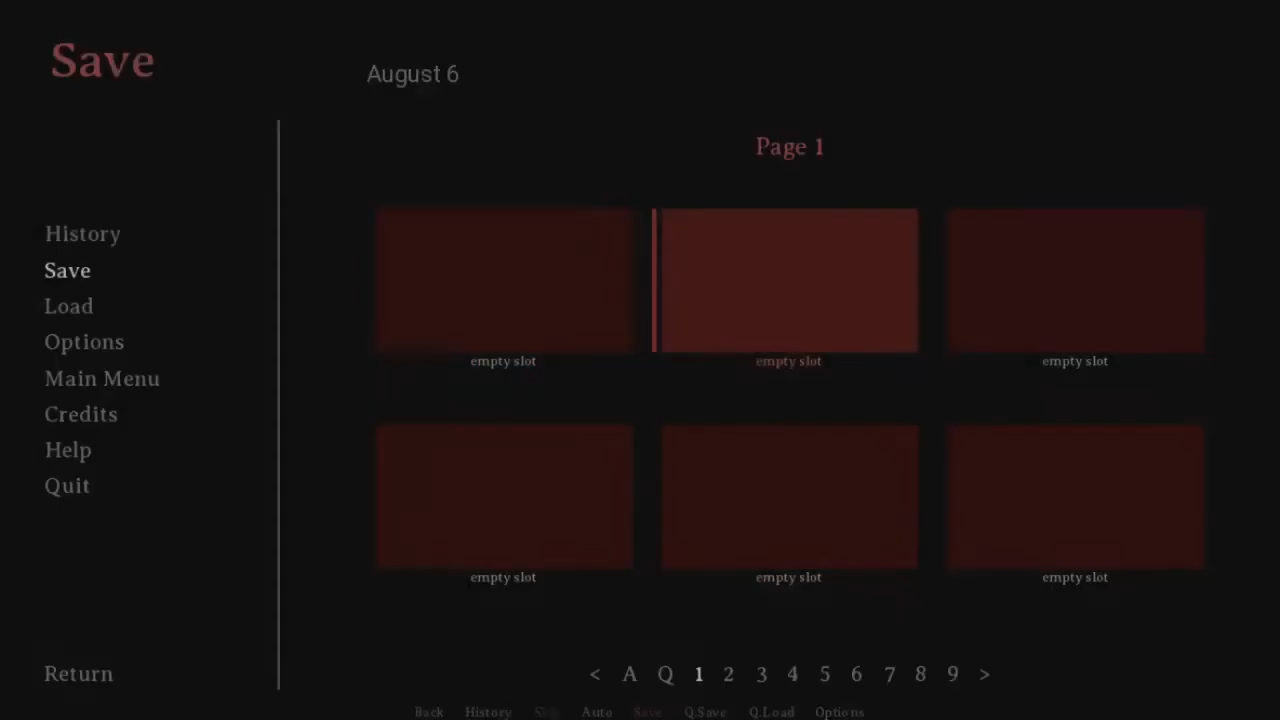 Save
August 6
Page 1
History
Save
Load
Options
Main Menu
Credits
Help
Quit
empty slot empty slot empty slot
empty slot empty slot empty slot
Return
< A Q 1 2 3 4 5 6 7 8 9 >
Back History Skip Auto Save Q.Save Q.Load Options